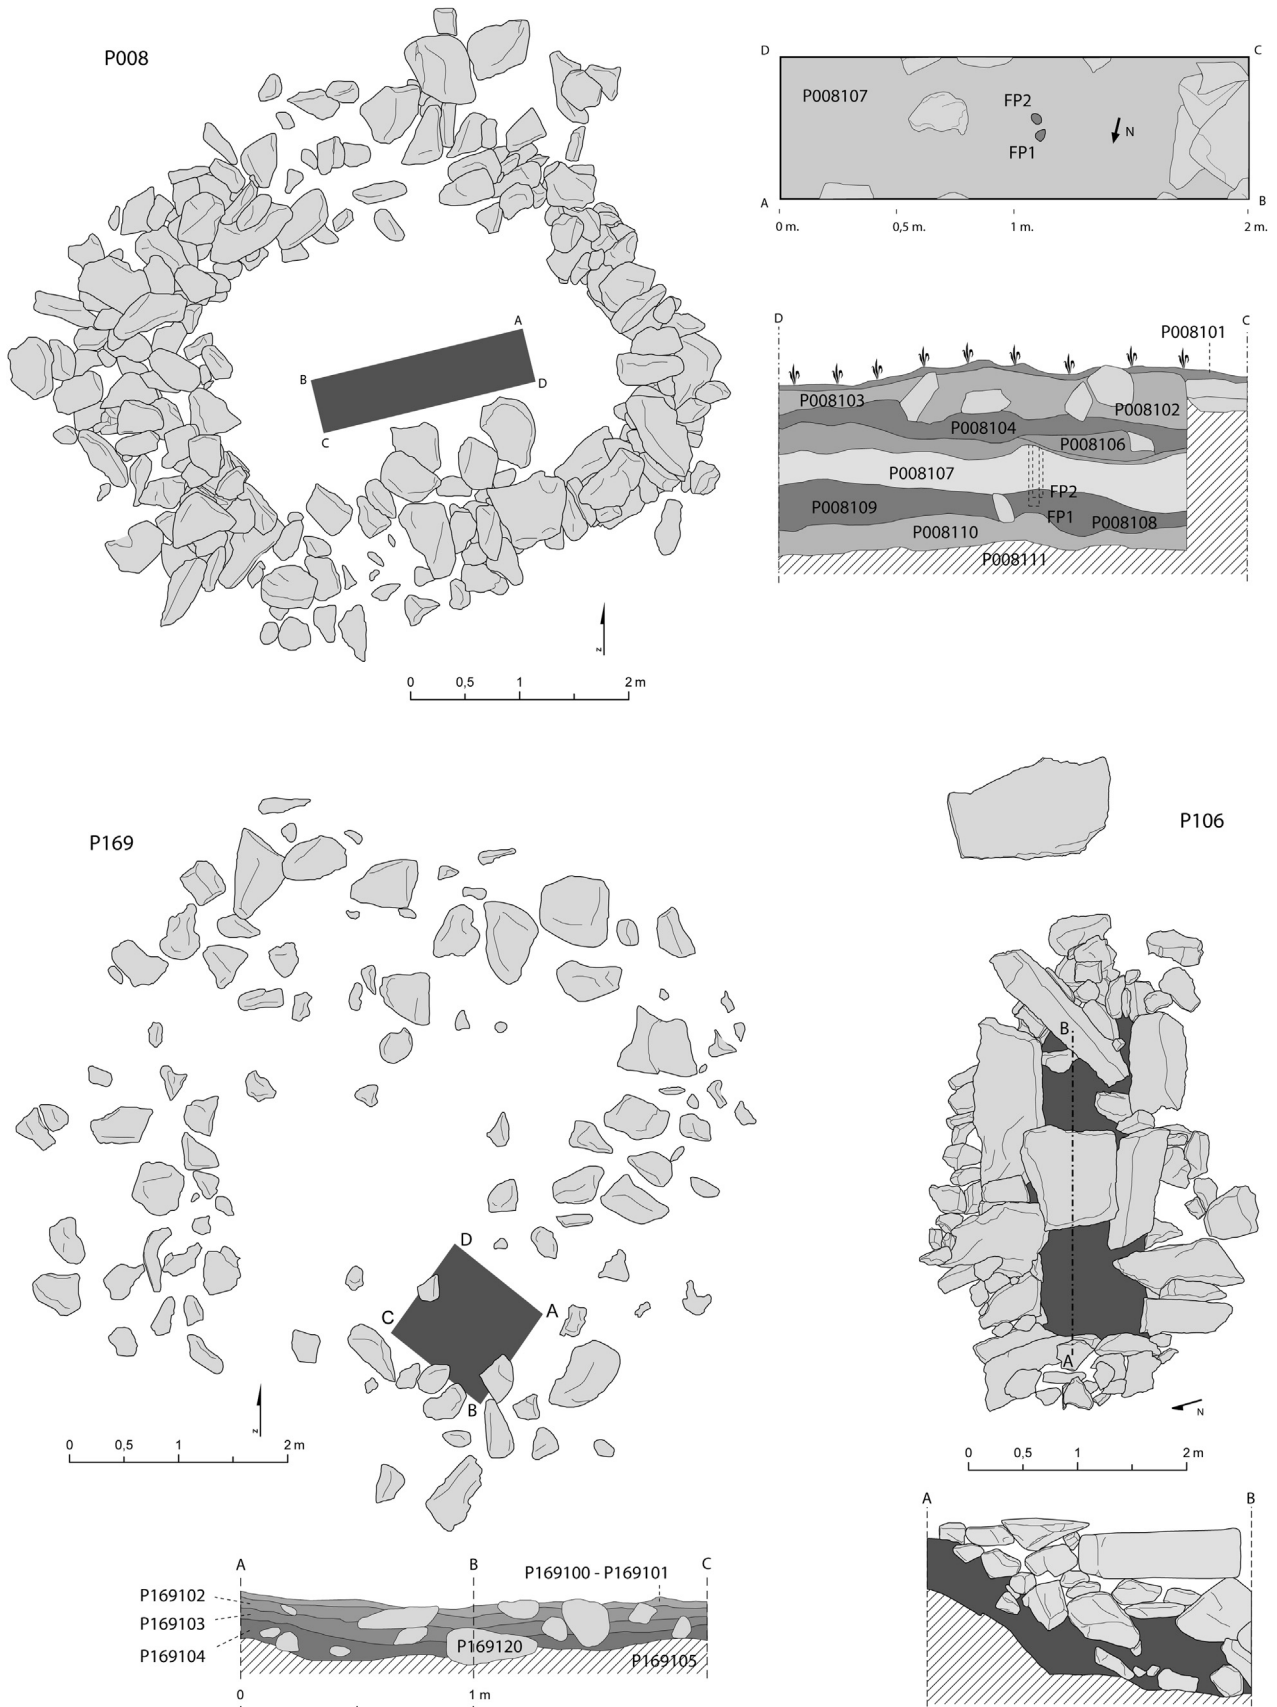 P008
A
B
D
C
N
0 0,5 1 2 m
D C
P008107
FP2
N
FP1
A B
0 m. 0,5 m. 1 m. 2 m.
D C
P008101
P008103
P008102
P008104
P008106
P008107
FP2
P008109
FP1
P008108
P008110
P008111
P169
D
A
C
B
N
0 0,5 1 2 m
A B C
P169100 - P169101
P169102
P169103
P169104
P169120
P169105
0 1 m
P106
B
A
N
0 0,5 1 2 m
A B